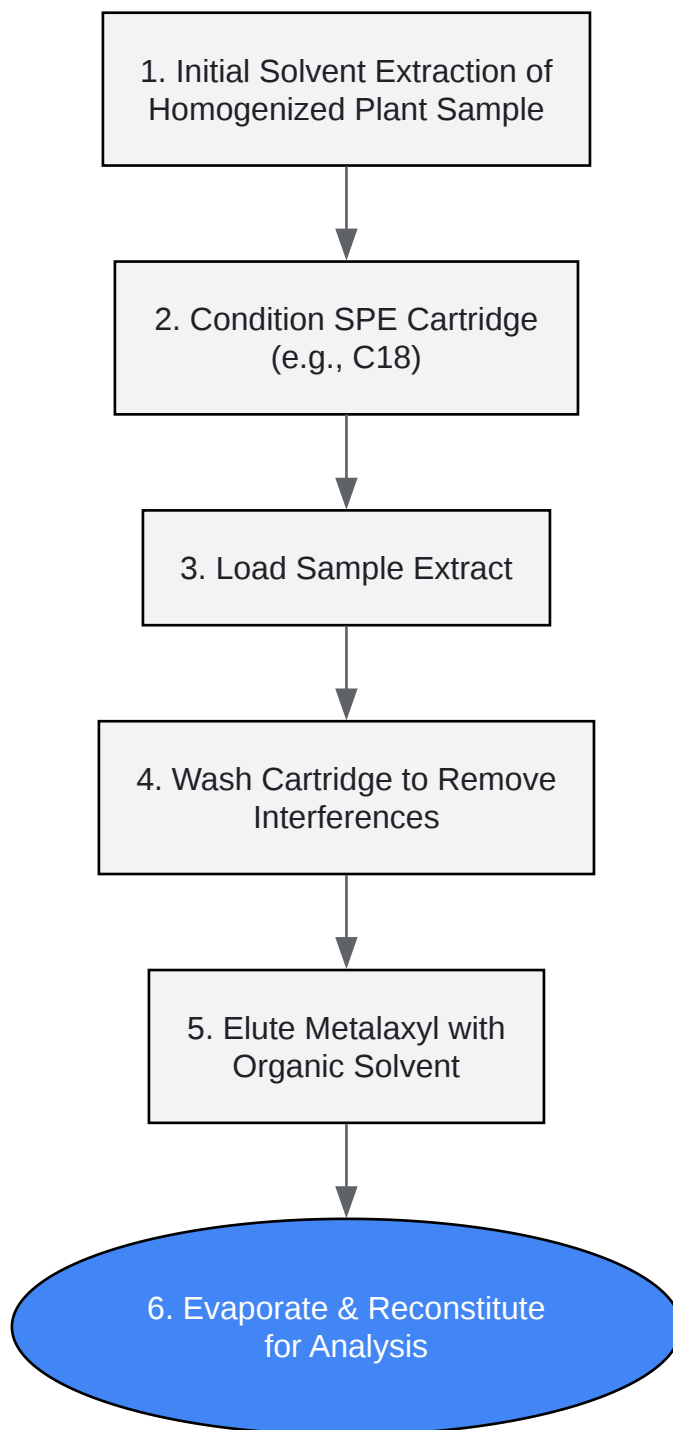 1. Initial Solvent Extraction of
Homogenized Plant Sample
2. Condition SPE Cartridge
(e.g., C18)
3. Load Sample Extract
4. Wash Cartridge to Remove
Interferences
5. Elute Metalaxyl with
Organic Solvent
6. Evaporate & Reconstitute
for Analysis